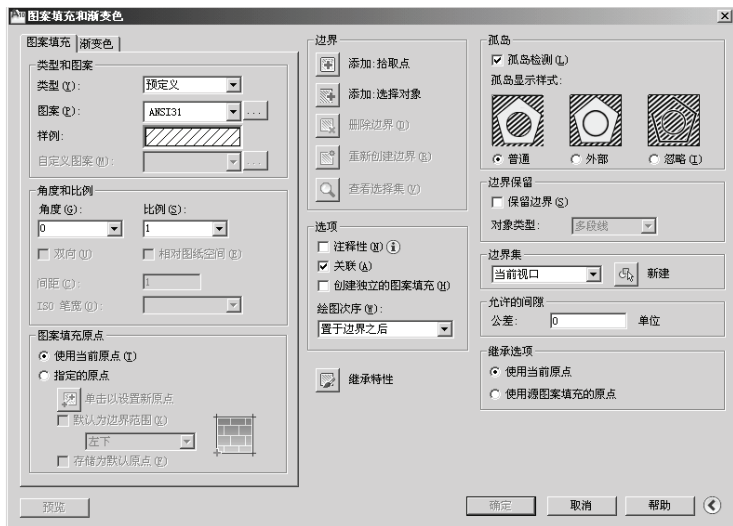 图案填充和渐变色
图案填充 渐变色
类型和图案
类型(Y): 预定义
图案(P): ANSI31 ...
样例:
自定义图案(M): ...
角度和比例
角度(G): 比例(S):
0 1
双向(U) 相对图纸空间(E)
间距(C): 1
ISO 笔宽(O):
图案填充原点
使用当前原点(T)
指定的原点
单击以设置新原点
默认为边界范围(X)
左下
存储为默认原点(F)
预览
边界
添加:拾取点
添加:选择对象
删除边界(D)
重新创建边界(R)
查看选择集(V)
选项
注释性(N)
关联(A)
创建独立的图案填充(H)
绘图次序(W):
置于边界之后
继承特性
孤岛
孤岛检测(L)
孤岛显示样式:
普通 外部 忽略(I)
边界保留
保留边界(S)
对象类型: 多段线
边界集
当前视口 新建
允许的间隙
公差: 0 单位
继承选项
使用当前原点
使用源图案填充的原点
确定 取消 帮助